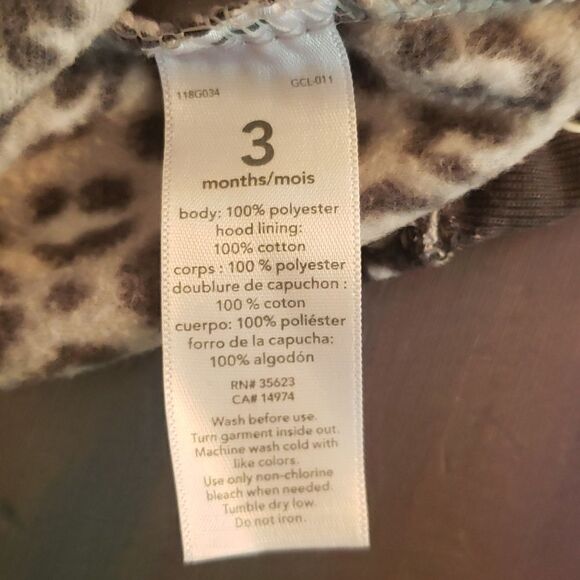 118G034 GCL-011
3
months/mois
body: 100% polyester
hood lining:
100% cotton
corps : 100 % polyester
doublure de capuchon :
100 % coton
cuerpo: 100% poliéster
forro de la capucha:
100% algodón
RN# 35623
CA# 14974
Wash before use.
Turn garment inside out.
Machine wash cold with
like colors.
Use only non-chlorine
bleach when needed.
Tumble dry low.
Do not iron.